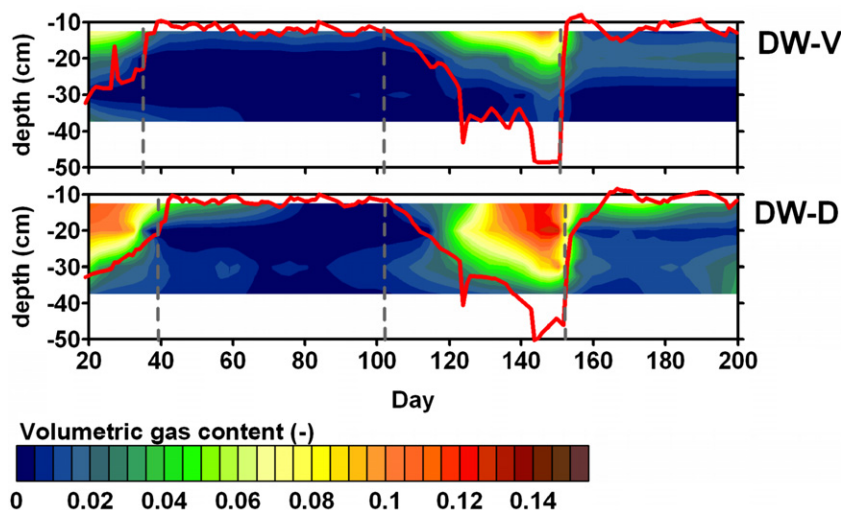 -10
-20
-30
-40
-50
depth (cm)
DW-V
-10
-20
-30
-40
-50
depth (cm)
DW-D
20 40 60 80 100 120 140 160 180 200
Day
Volumetric gas content (-)
0 0.02 0.04 0.06 0.08 0.1 0.12 0.14